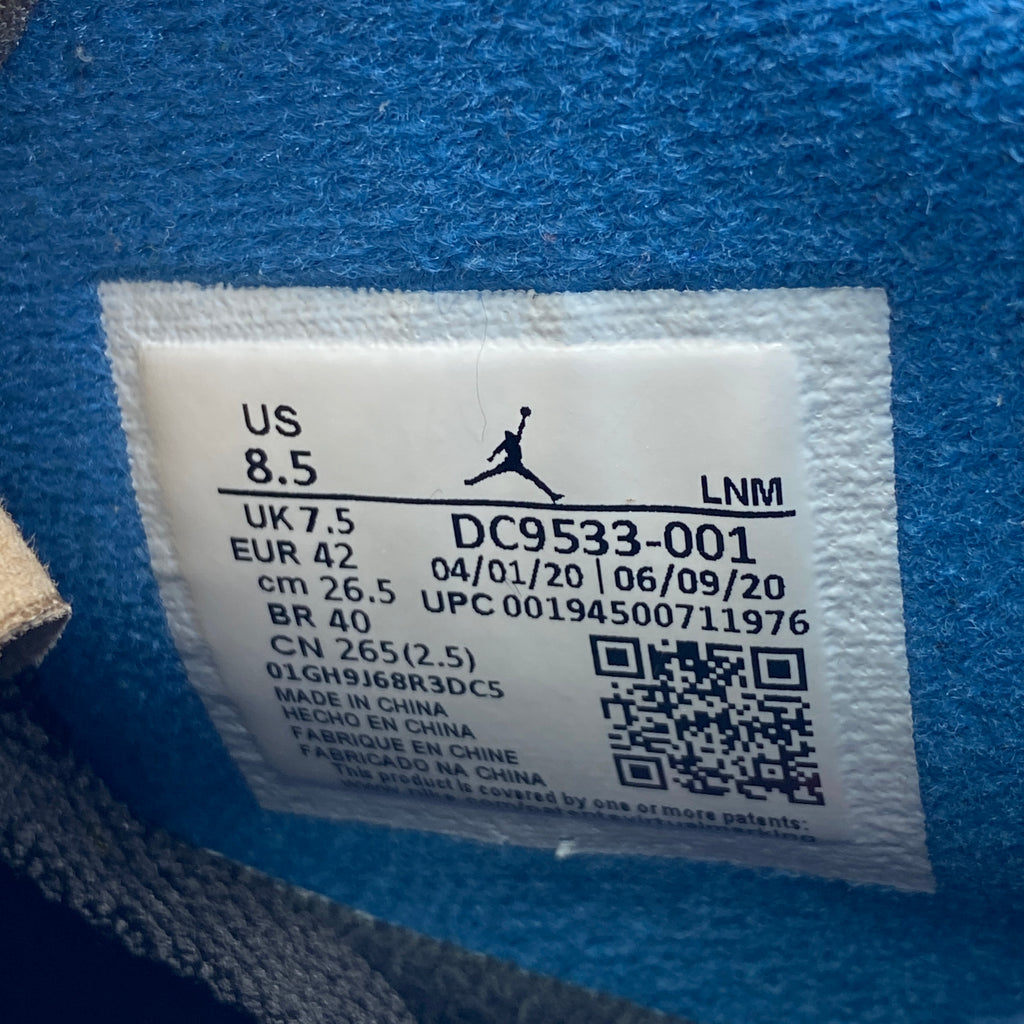 US
8.5
LNM
UK 7.5
EUR 42
cm 26.5
BR 40
CN 265(2.5)
01GH9J68R3DC5
MADE IN CHINA
HECHO EN CHINA
FABRIQUE EN CHINE
FABRICADO NA CHINA
This product is covered by one or more patents:
DC9533-001
04/01/20 | 06/09/20
UPC 00194500711976